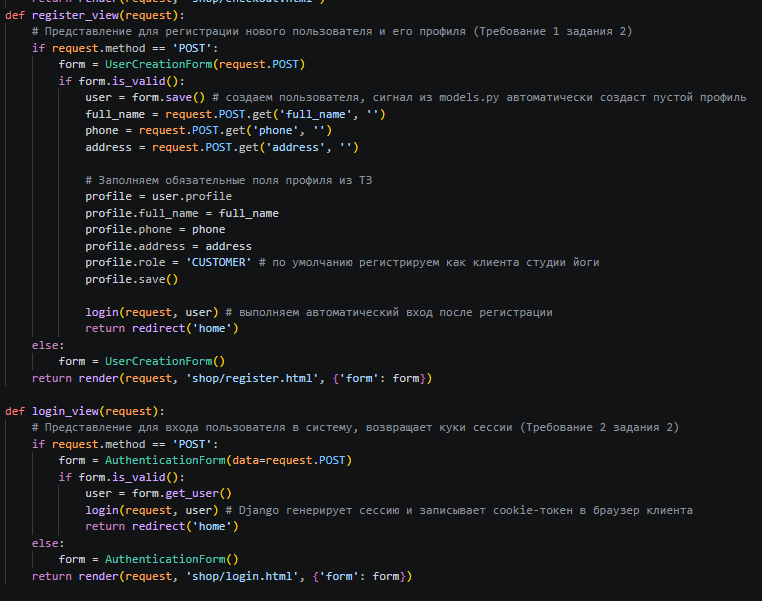 return render(request, 'shop/checkout.html')
def register_view(request):
    # Представление для регистрации нового пользователя и его профиля (Требование 1 задания 2)
    if request.method == 'POST':
        form = UserCreationForm(request.POST)
        if form.is_valid():
            user = form.save() # создаем пользователя, сигнал из models.py автоматически создаст пустой профиль
            full_name = request.POST.get('full_name', '')
            phone = request.POST.get('phone', '')
            address = request.POST.get('address', '')

            # Заполняем обязательные поля профиля из ТЗ
            profile = user.profile
            profile.full_name = full_name
            profile.phone = phone
            profile.address = address
            profile.role = 'CUSTOMER' # по умолчанию регистрируем как клиента студии йоги
            profile.save()

            login(request, user) # выполняем автоматический вход после регистрации
            return redirect('home')
    else:
        form = UserCreationForm()
    return render(request, 'shop/register.html', {'form': form})

def login_view(request):
    # Представление для входа пользователя в систему, возвращает куки сессии (Требование 2 задания 2)
    if request.method == 'POST':
        form = AuthenticationForm(data=request.POST)
        if form.is_valid():
            user = form.get_user()
            login(request, user) # Django генерирует сессию и записывает cookie-токен в браузер клиента
            return redirect('home')
    else:
        form = AuthenticationForm()
    return render(request, 'shop/login.html', {'form': form})